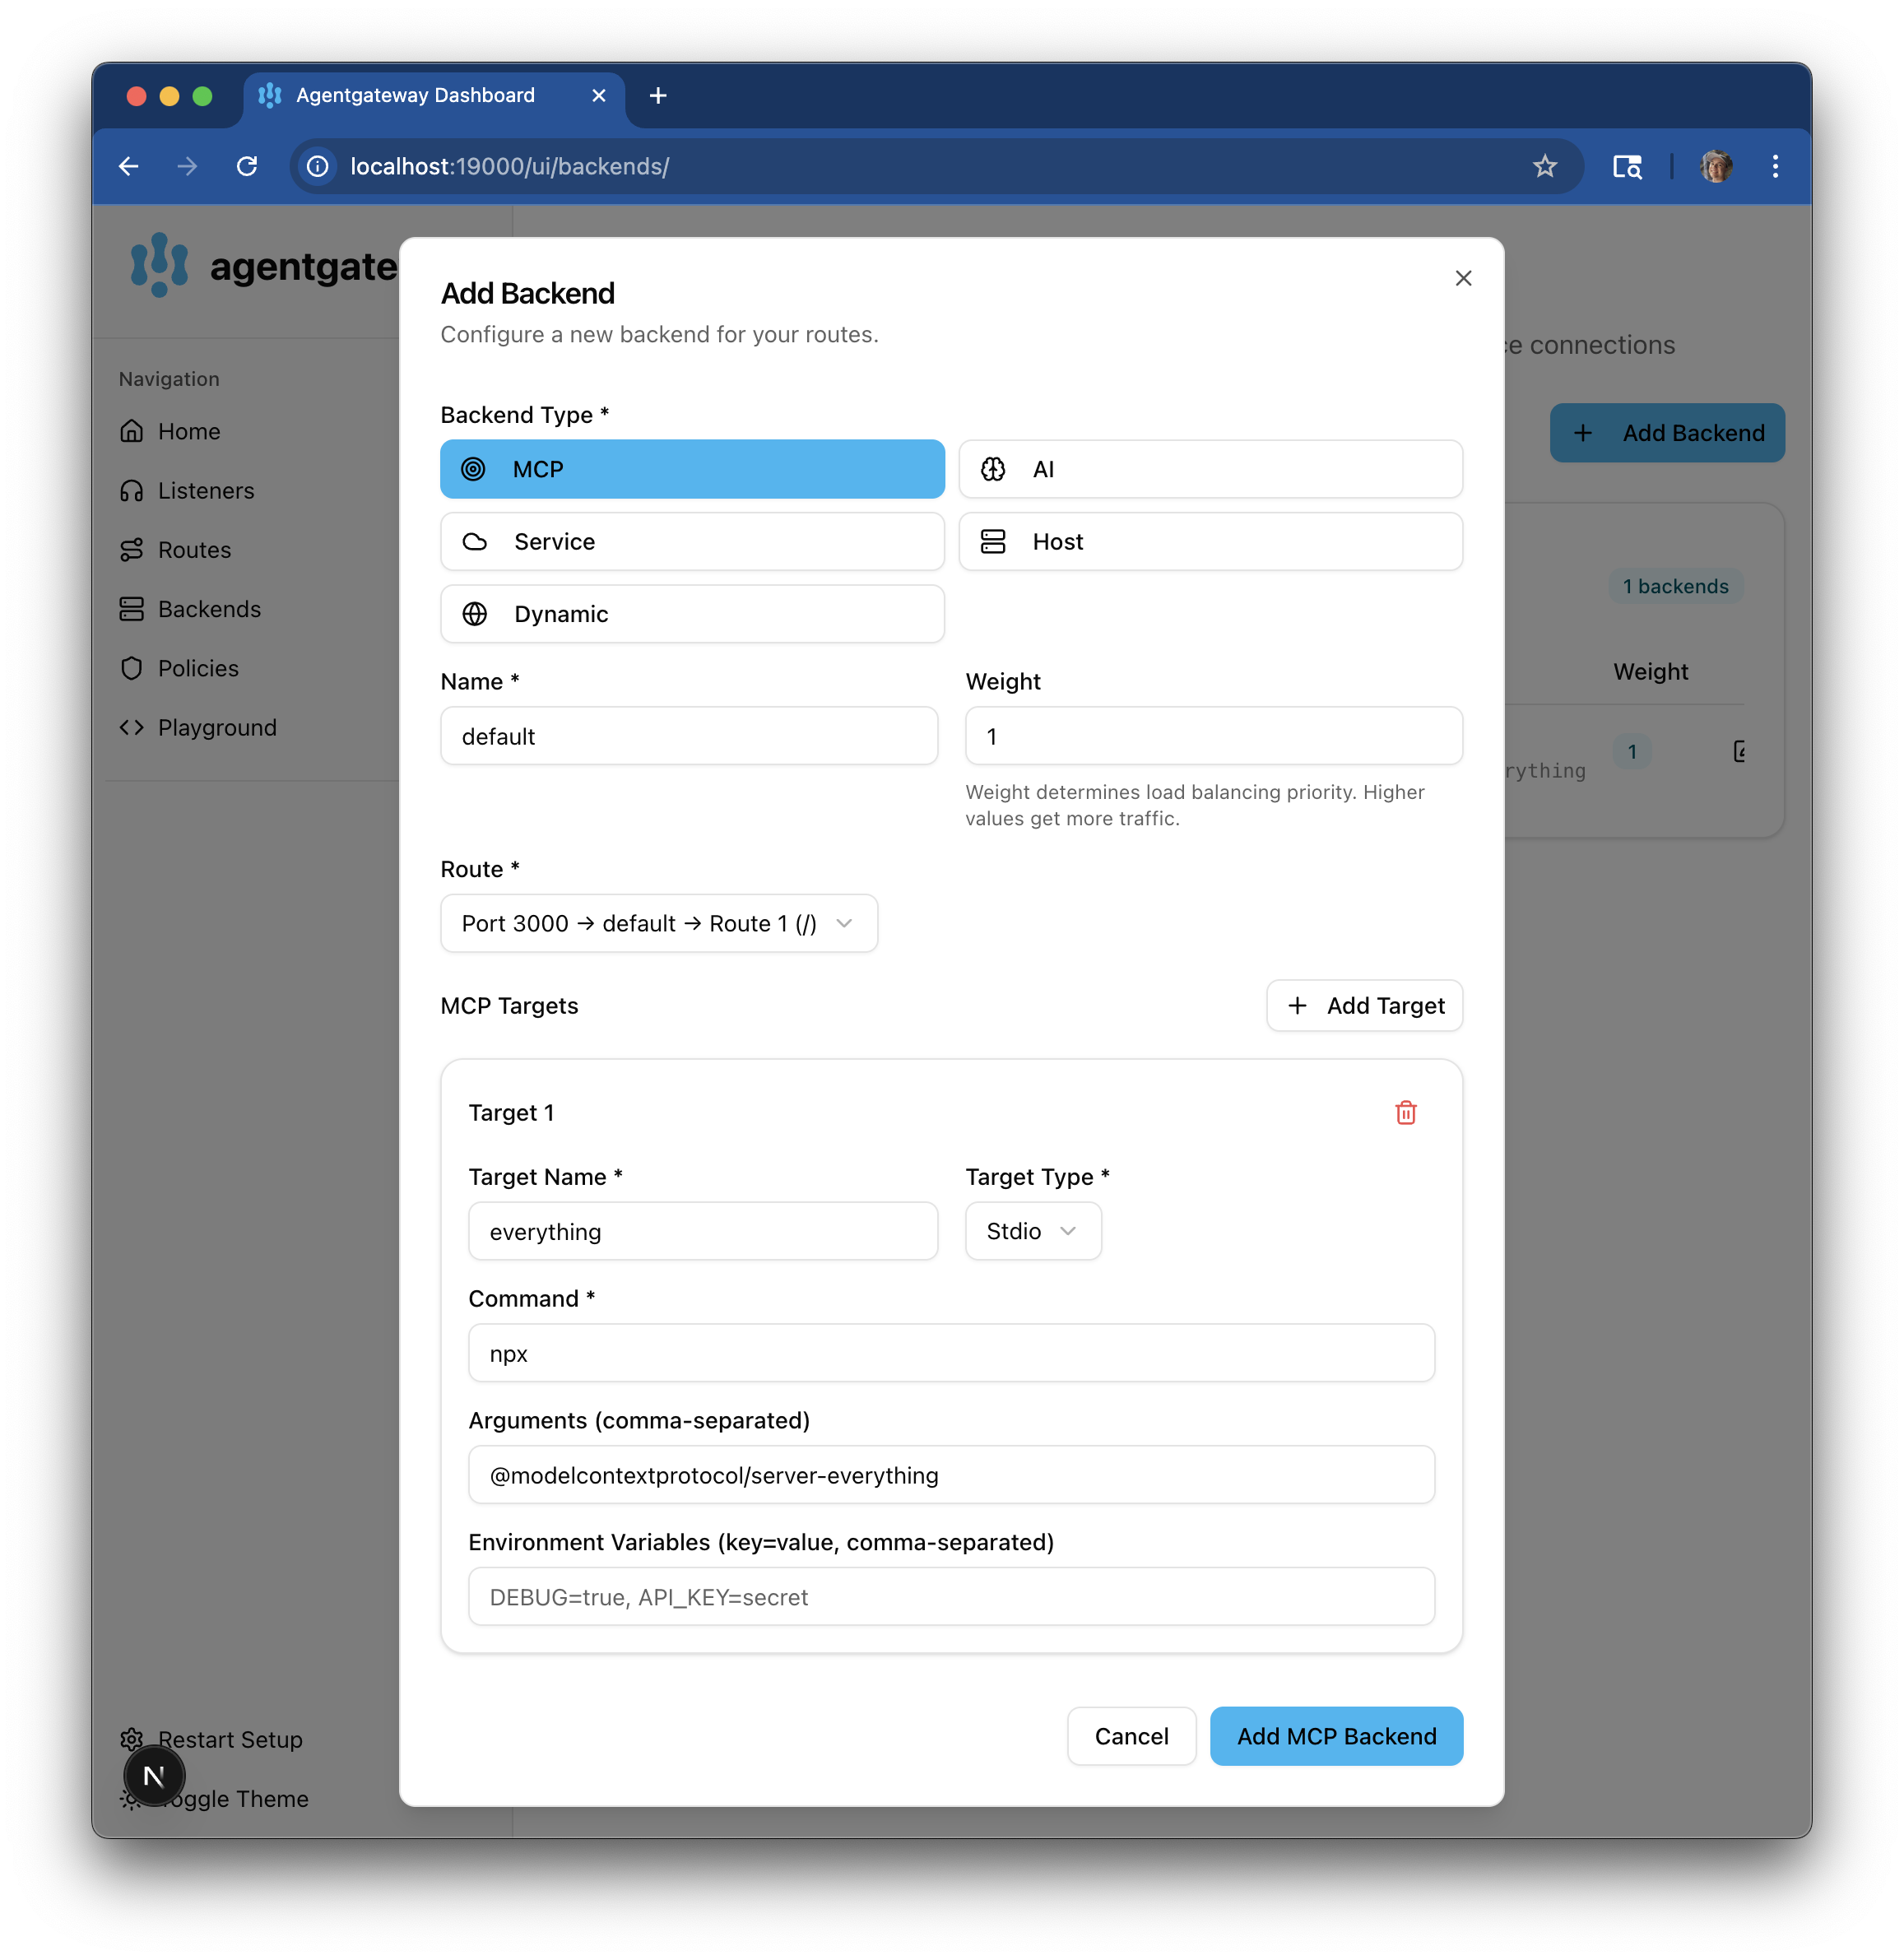 Agentgateway Dashboard
localhost:19000/ui/backends/
agentgate
Navigation
Home
Listeners
Routes
Backends
Policies
Playground
Restart Setup
Toggle Theme
N
connections
Add Backend
1 backends
Weight
1
Add Backend
Configure a new backend for your routes.
Backend Type *
MCP
AI
Service
Host
Dynamic
Name *
Weight
default
1
Weight determines load balancing priority. Higher
values get more traffic.
Route *
Port 3000 → default → Route 1 (/)
MCP Targets
Add Target
Target 1
Target Name *
Target Type *
everything
Stdio
Command *
npx
Arguments (comma-separated)
@modelcontextprotocol/server-everything
Environment Variables (key=value, comma-separated)
DEBUG=true, API_KEY=secret
Cancel
Add MCP Backend